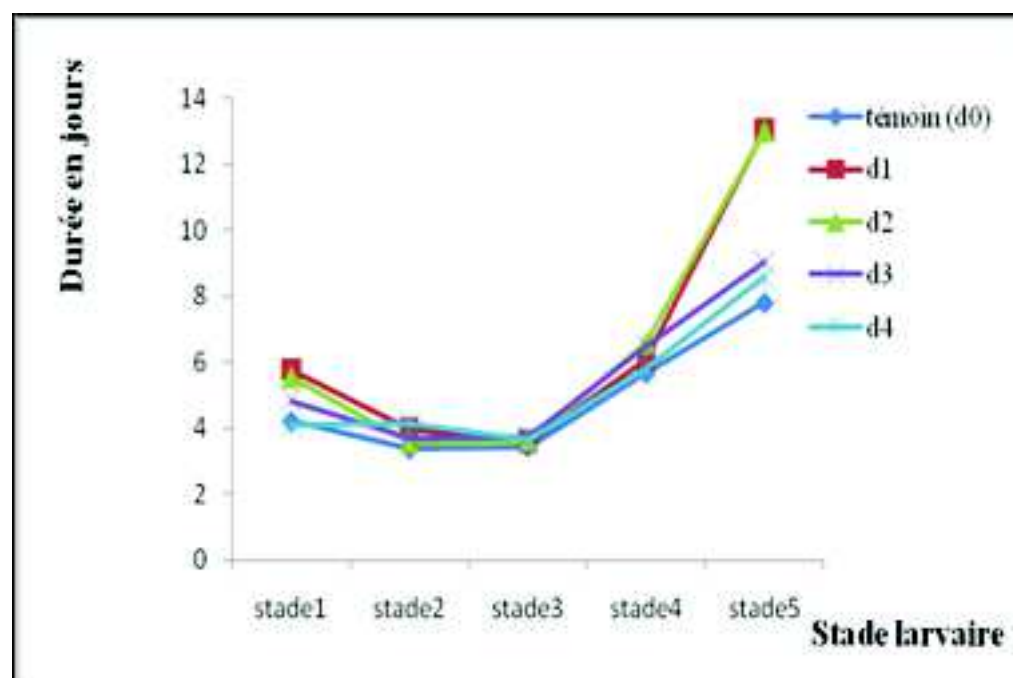 Durée en jours
14
12
10
8
6
4
2
0
stade1 stade2 stade3 stade4 stade5
Stade larvaire
témoin (d0)
d1
d2
d3
d4